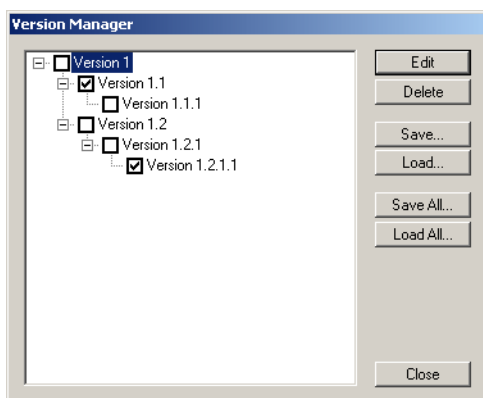 Version Manager
Version 1
Version 1.1
Version 1.1.1
Version 1.2
Version 1.2.1
Version 1.2.1.1
Edit
Delete
Save...
Load...
Save All...
Load All...
Close